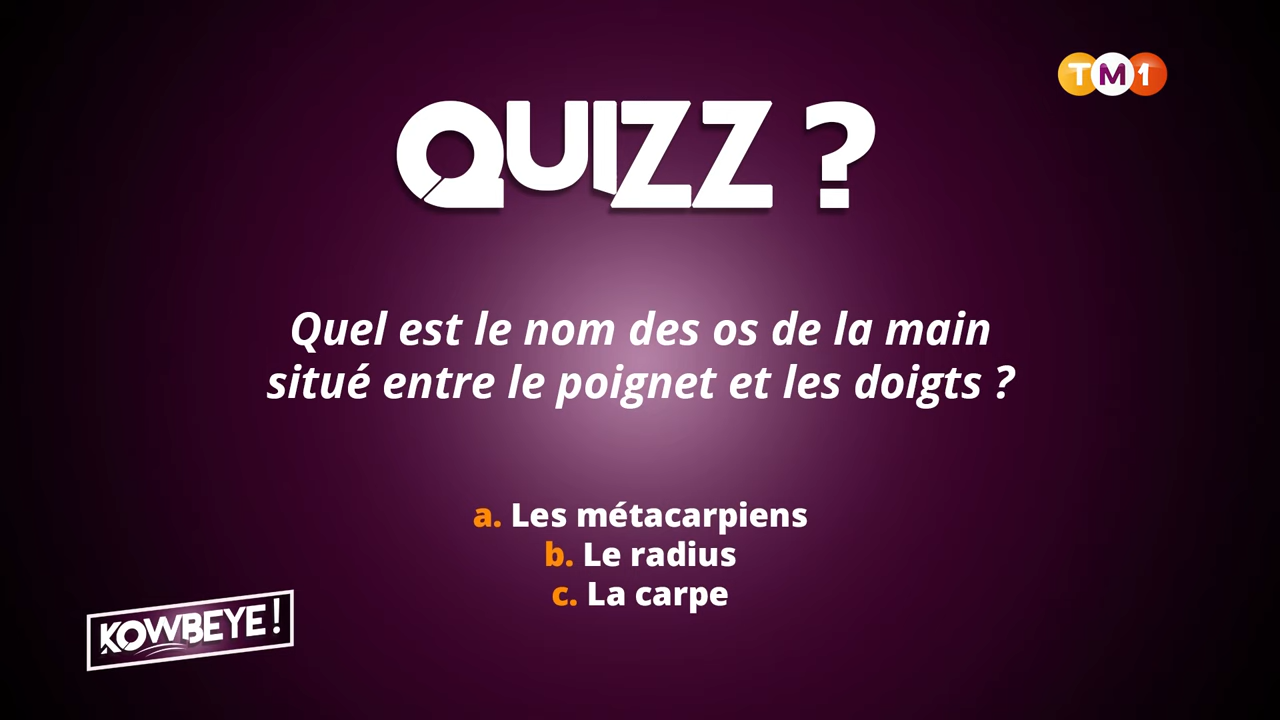 TM1
QUIZZ ?
Quel est le nom des os de la main
situé entre le poignet et les doigts ?
a. Les métacarpiens
b. Le radius
c. La carpe
KOWBEYE !